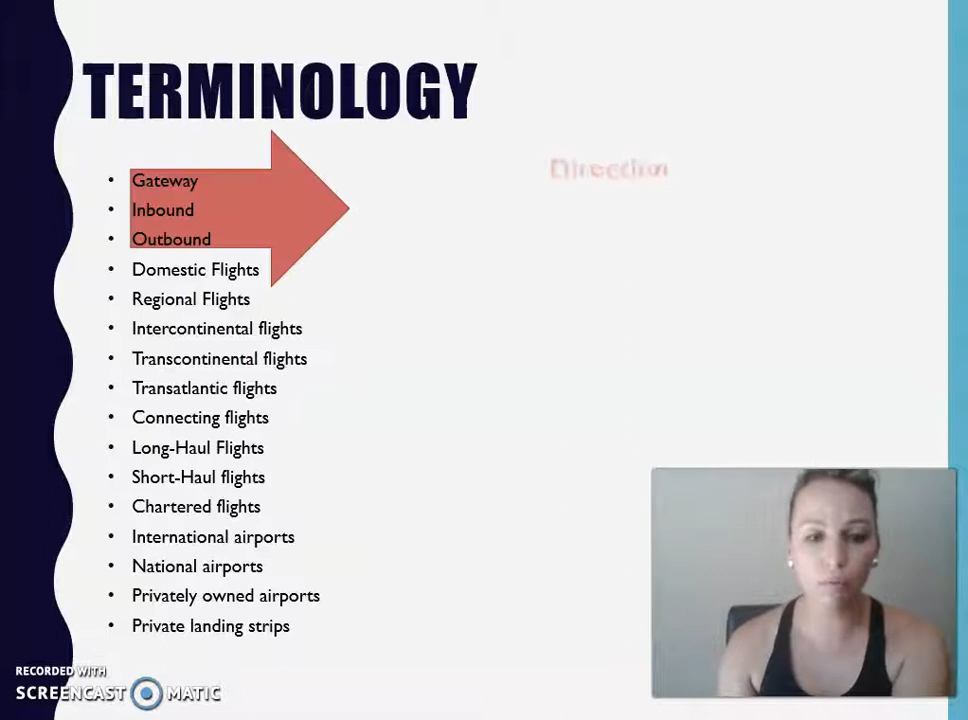 TERMINOLOGY
Direction
• Gateway
• Inbound
• Outbound
• Domestic Flights
• Regional Flights
• Intercontinental flights
• Transcontinental flights
• Transatlantic flights
• Connecting flights
• Long-Haul Flights
• Short-Haul flights
• Chartered flights
• International airports
• National airports
• Privately owned airports
• Private landing strips
RECORDED WITH
SCREENCAST MATIC